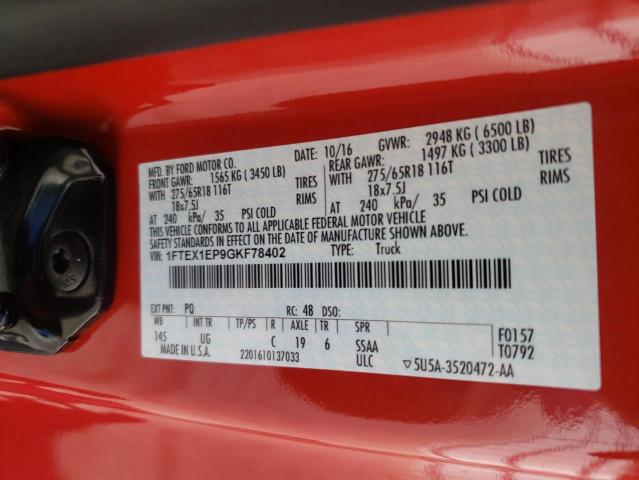 MFD. BY FORD MOTOR CO.
DATE: 10/16 GVWR: 2948 KG ( 6500 LB)
FRONT GAWR: 1565 KG ( 3450 LB) REAR GAWR: 1497 KG ( 3300 LB)
WITH 275/65R18 116T TIRES WITH 275/65R18 116T TIRES
18x7.5J RIMS 18x7.5J RIMS
AT 240 kPa/ 35 PSI COLD AT 240 kPa/ 35 PSI COLD
THIS VEHICLE CONFORMS TO ALL APPLICABLE FEDERAL MOTOR VEHICLE
SAFETY STANDARDS IN EFFECT ON THE DATE OF MANUFACTURE SHOWN ABOVE.
VIN: 1FTEX1EP9GKF78402 TYPE: Truck
EXT PNT: PQ RC: 48 DSO:
WB INT TR TP/PS R AXLE TR SPR F0157
145 UG C 19 6 SSAA T0792
MADE IN U.S.A. 2201610137033 ULC ▽5U5A-3520472-AA